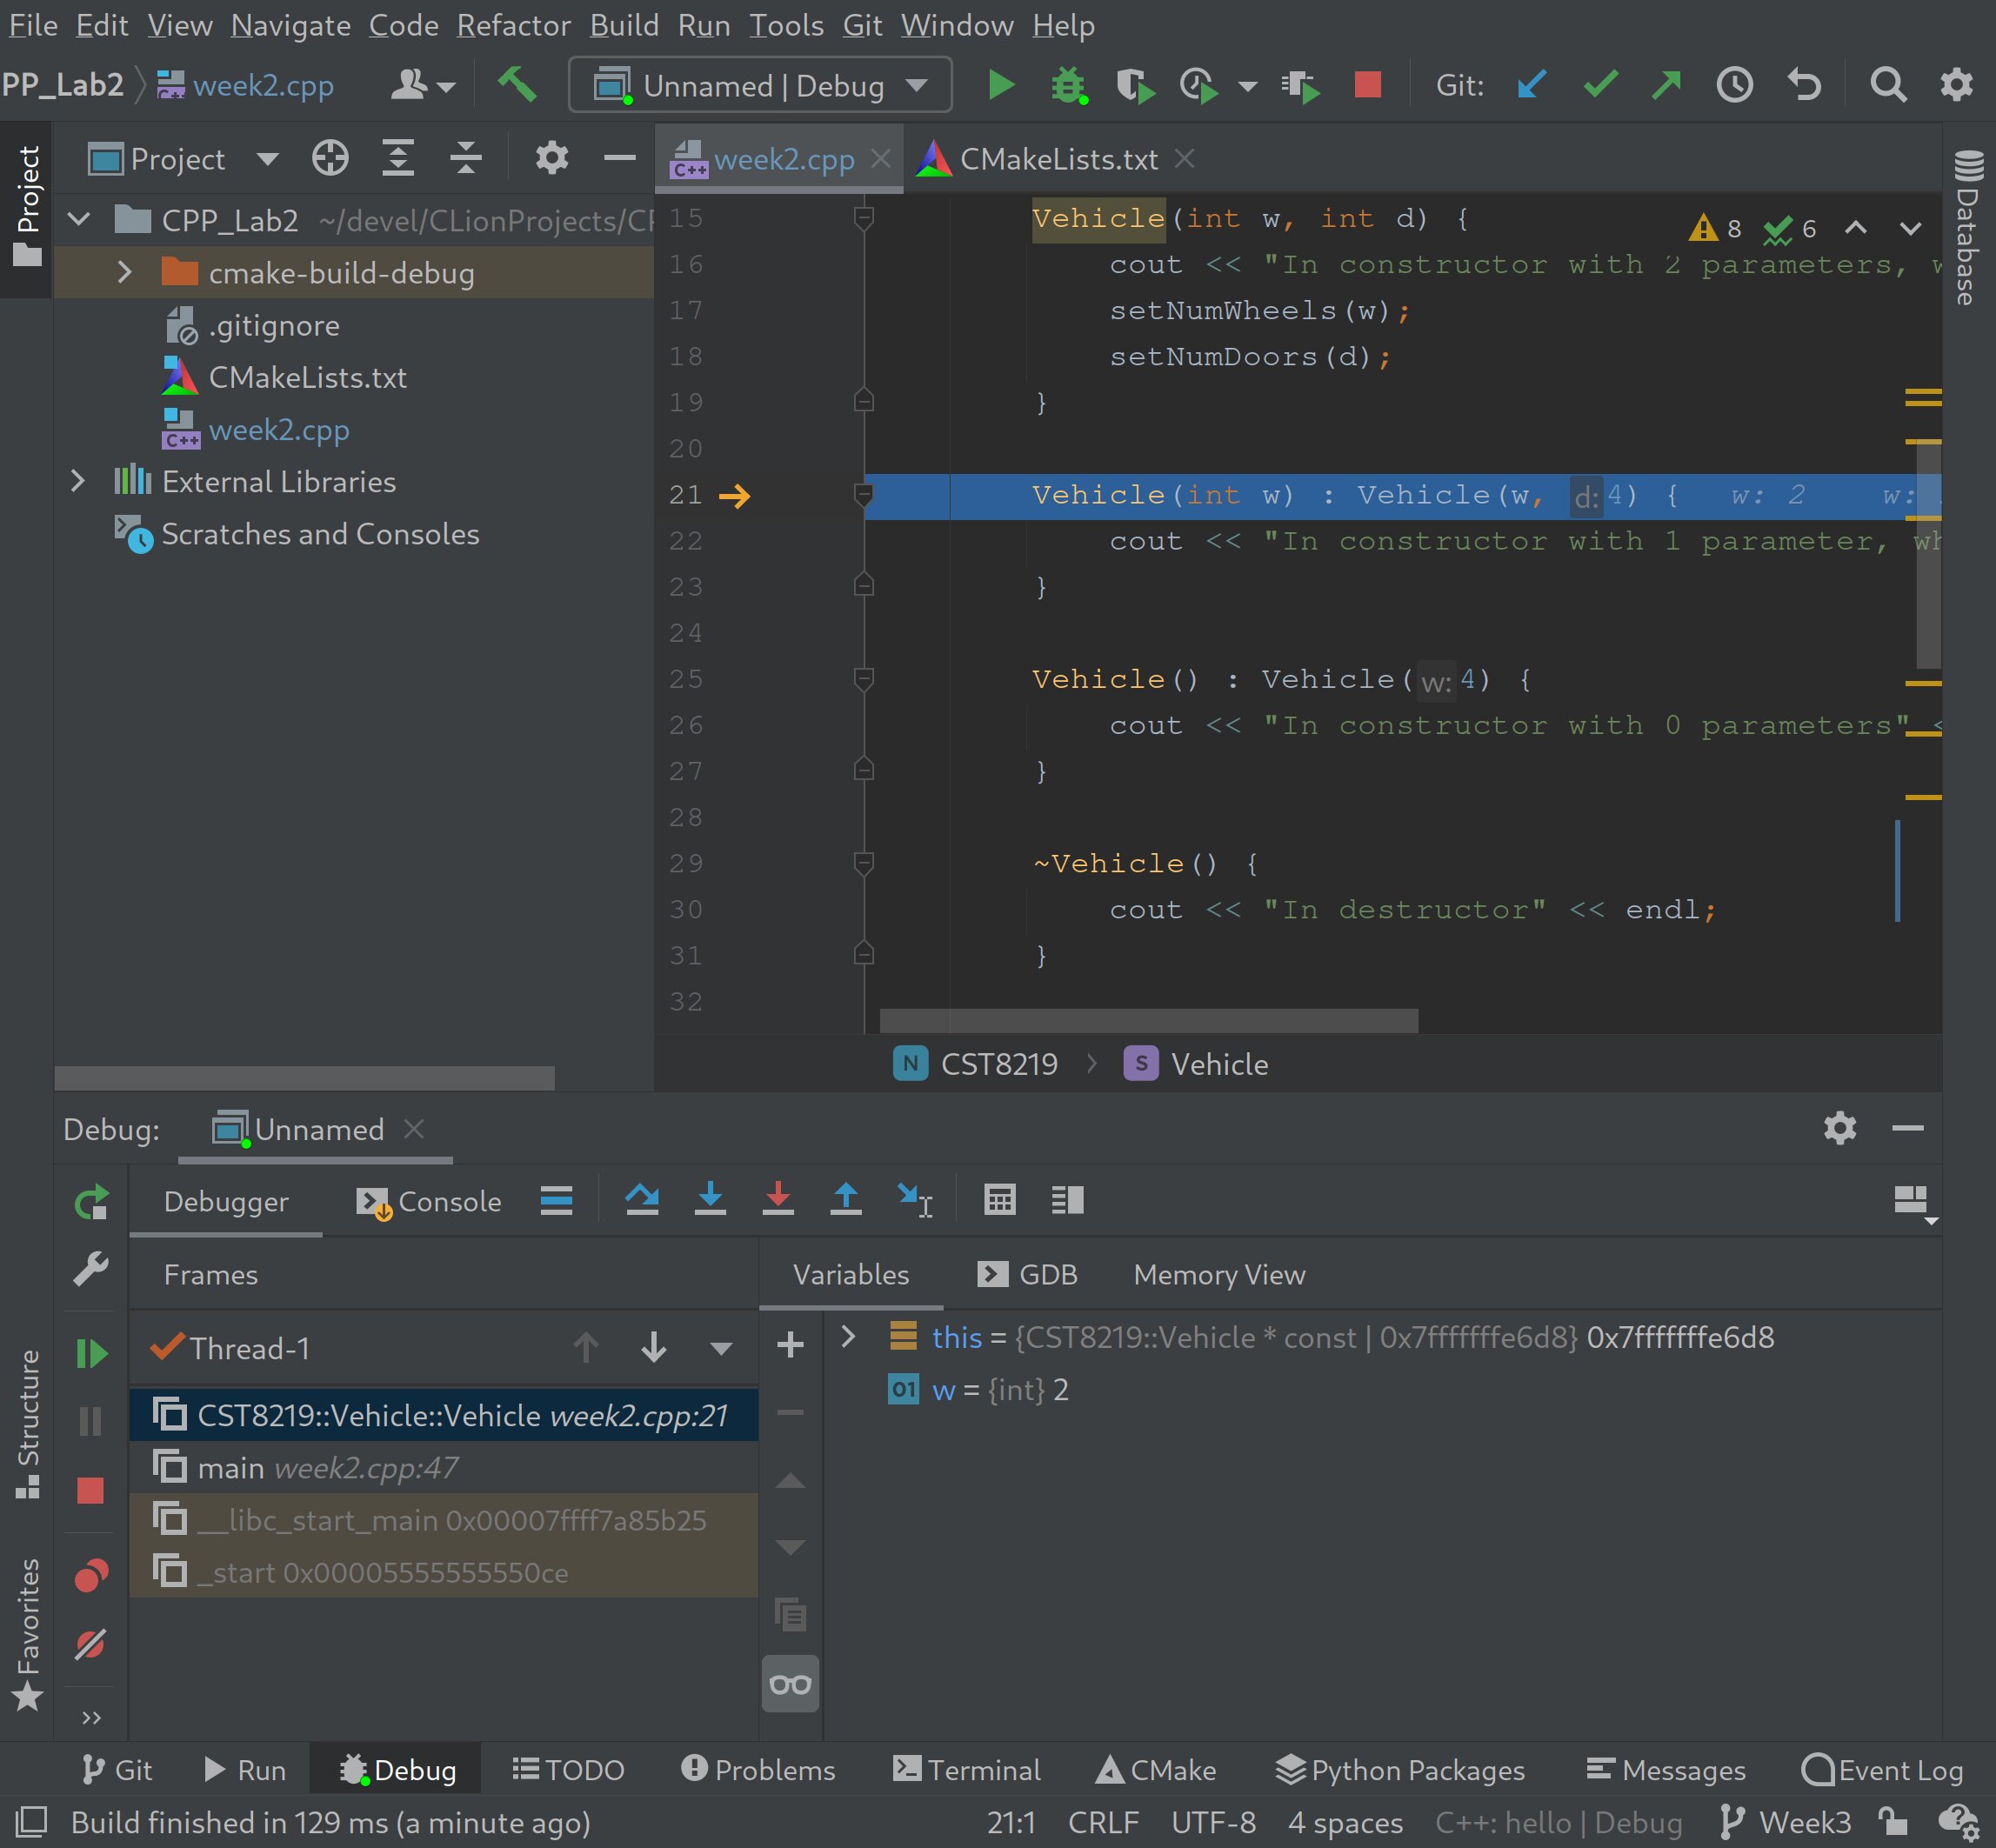 File Edit View Navigate Code Refactor Build Run Tools Git Window Help
PP_Lab2 week2.cpp Unnamed | Debug Git:
Project
Project
week2.cpp
CMakeLists.txt
Database
CPP_Lab2 ~/devel/CLionProjects/CP
cmake-build-debug
.gitignore
CMakeLists.txt
week2.cpp
External Libraries
Scratches and Consoles
8 6
15 Vehicle(int w, int d) {
16 cout << "In constructor with 2 parameters, w
17 setNumWheels(w);
18 setNumDoors(d);
19 }
20
21 Vehicle(int w) : Vehicle(w, d: 4) { w: 2 w:
22 cout << "In constructor with 1 parameter, wh
23 }
24
25 Vehicle() : Vehicle( w: 4) {
26 cout << "In constructor with 0 parameters" <
27 }
28
29 ~Vehicle() {
30 cout << "In destructor" << endl;
31 }
32
N CST8219 S Vehicle
Debug: Unnamed
Debugger Console
Frames
Variables GDB Memory View
Thread-1
CST8219::Vehicle::Vehicle week2.cpp:21
main week2.cpp:47
__libc_start_main 0x00007ffff7a85b25
_start 0x00005555555550ce
this = {CST8219::Vehicle * const | 0x7fffffffe6d8} 0x7fffffffe6d8
01 w = {int} 2
Structure
Favorites
Git Run Debug TODO Problems Terminal CMake Python Packages Messages Event Log
Build finished in 129 ms (a minute ago) 21:1 CRLF UTF-8 4 spaces C++: hello | Debug Week3